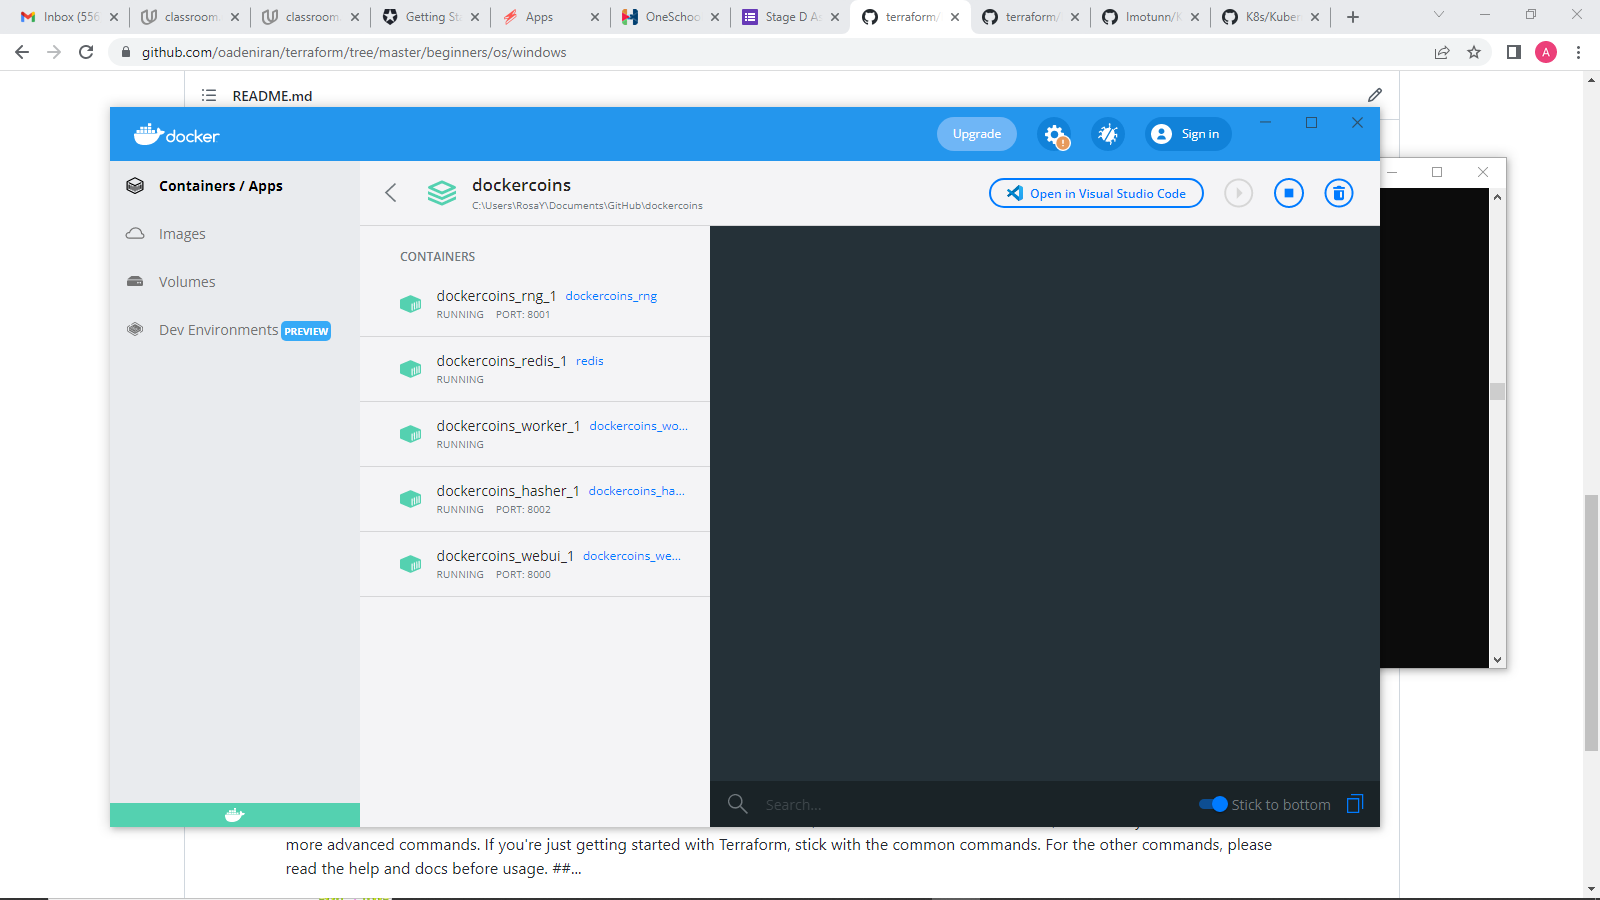 Inbox (556
classroom.
classroom.
Getting St
Apps
OneSchoo
Stage D As
terraform/
terraform/
Imotunn/K
K8s/Kuber
github.com/oadeniran/terraform/tree/master/beginners/os/windows
A
README.md
docker
Upgrade
Sign in
Containers / Apps
Images
Volumes
Dev Environments PREVIEW
dockercoins
C:\Users\RosaY\Documents\GitHub\dockercoins
Open in Visual Studio Code
CONTAINERS
dockercoins_rng_1 dockercoins_rng
RUNNING PORT: 8001
dockercoins_redis_1 redis
RUNNING
dockercoins_worker_1 dockercoins_wo...
RUNNING
dockercoins_hasher_1 dockercoins_ha...
RUNNING PORT: 8002
dockercoins_webui_1 dockercoins_we...
RUNNING PORT: 8000
Search...
Stick to bottom
more advanced commands. If you're just getting started with Terraform, stick with the common commands. For the other commands, please
read the help and docs before usage. ##...